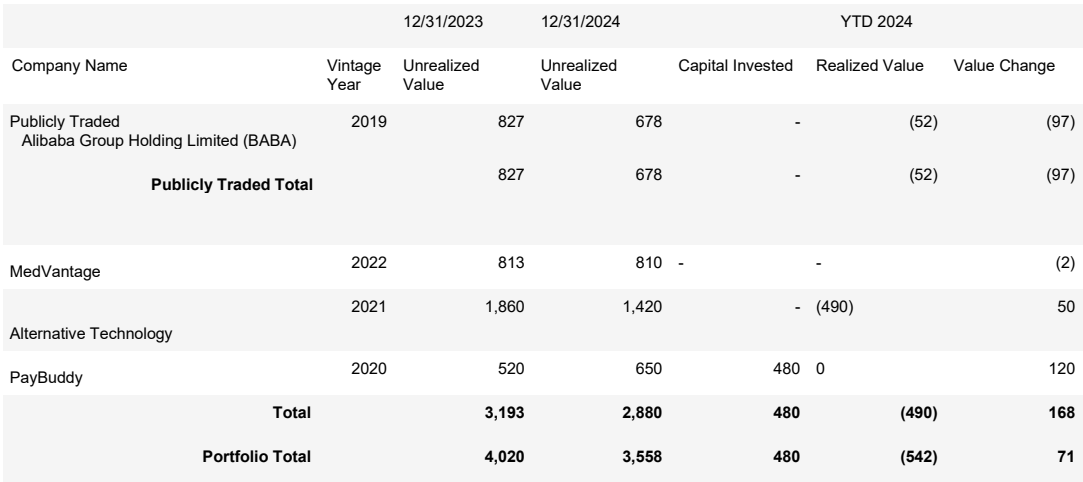 12/31/2023 12/31/2024 YTD 2024
Company Name Vintage Year Unrealized Value Unrealized Value Capital Invested Realized Value Value Change
Publicly Traded
Alibaba Group Holding Limited (BABA) 2019 827 678 - (52) (97)
Publicly Traded Total 827 678 - (52) (97)
MedVantage 2022 813 810 - - (2)
Alternative Technology 2021 1,860 1,420 - (490) 50
PayBuddy 2020 520 650 480 0 120
Total 3,193 2,880 480 (490) 168
Portfolio Total 4,020 3,558 480 (542) 71